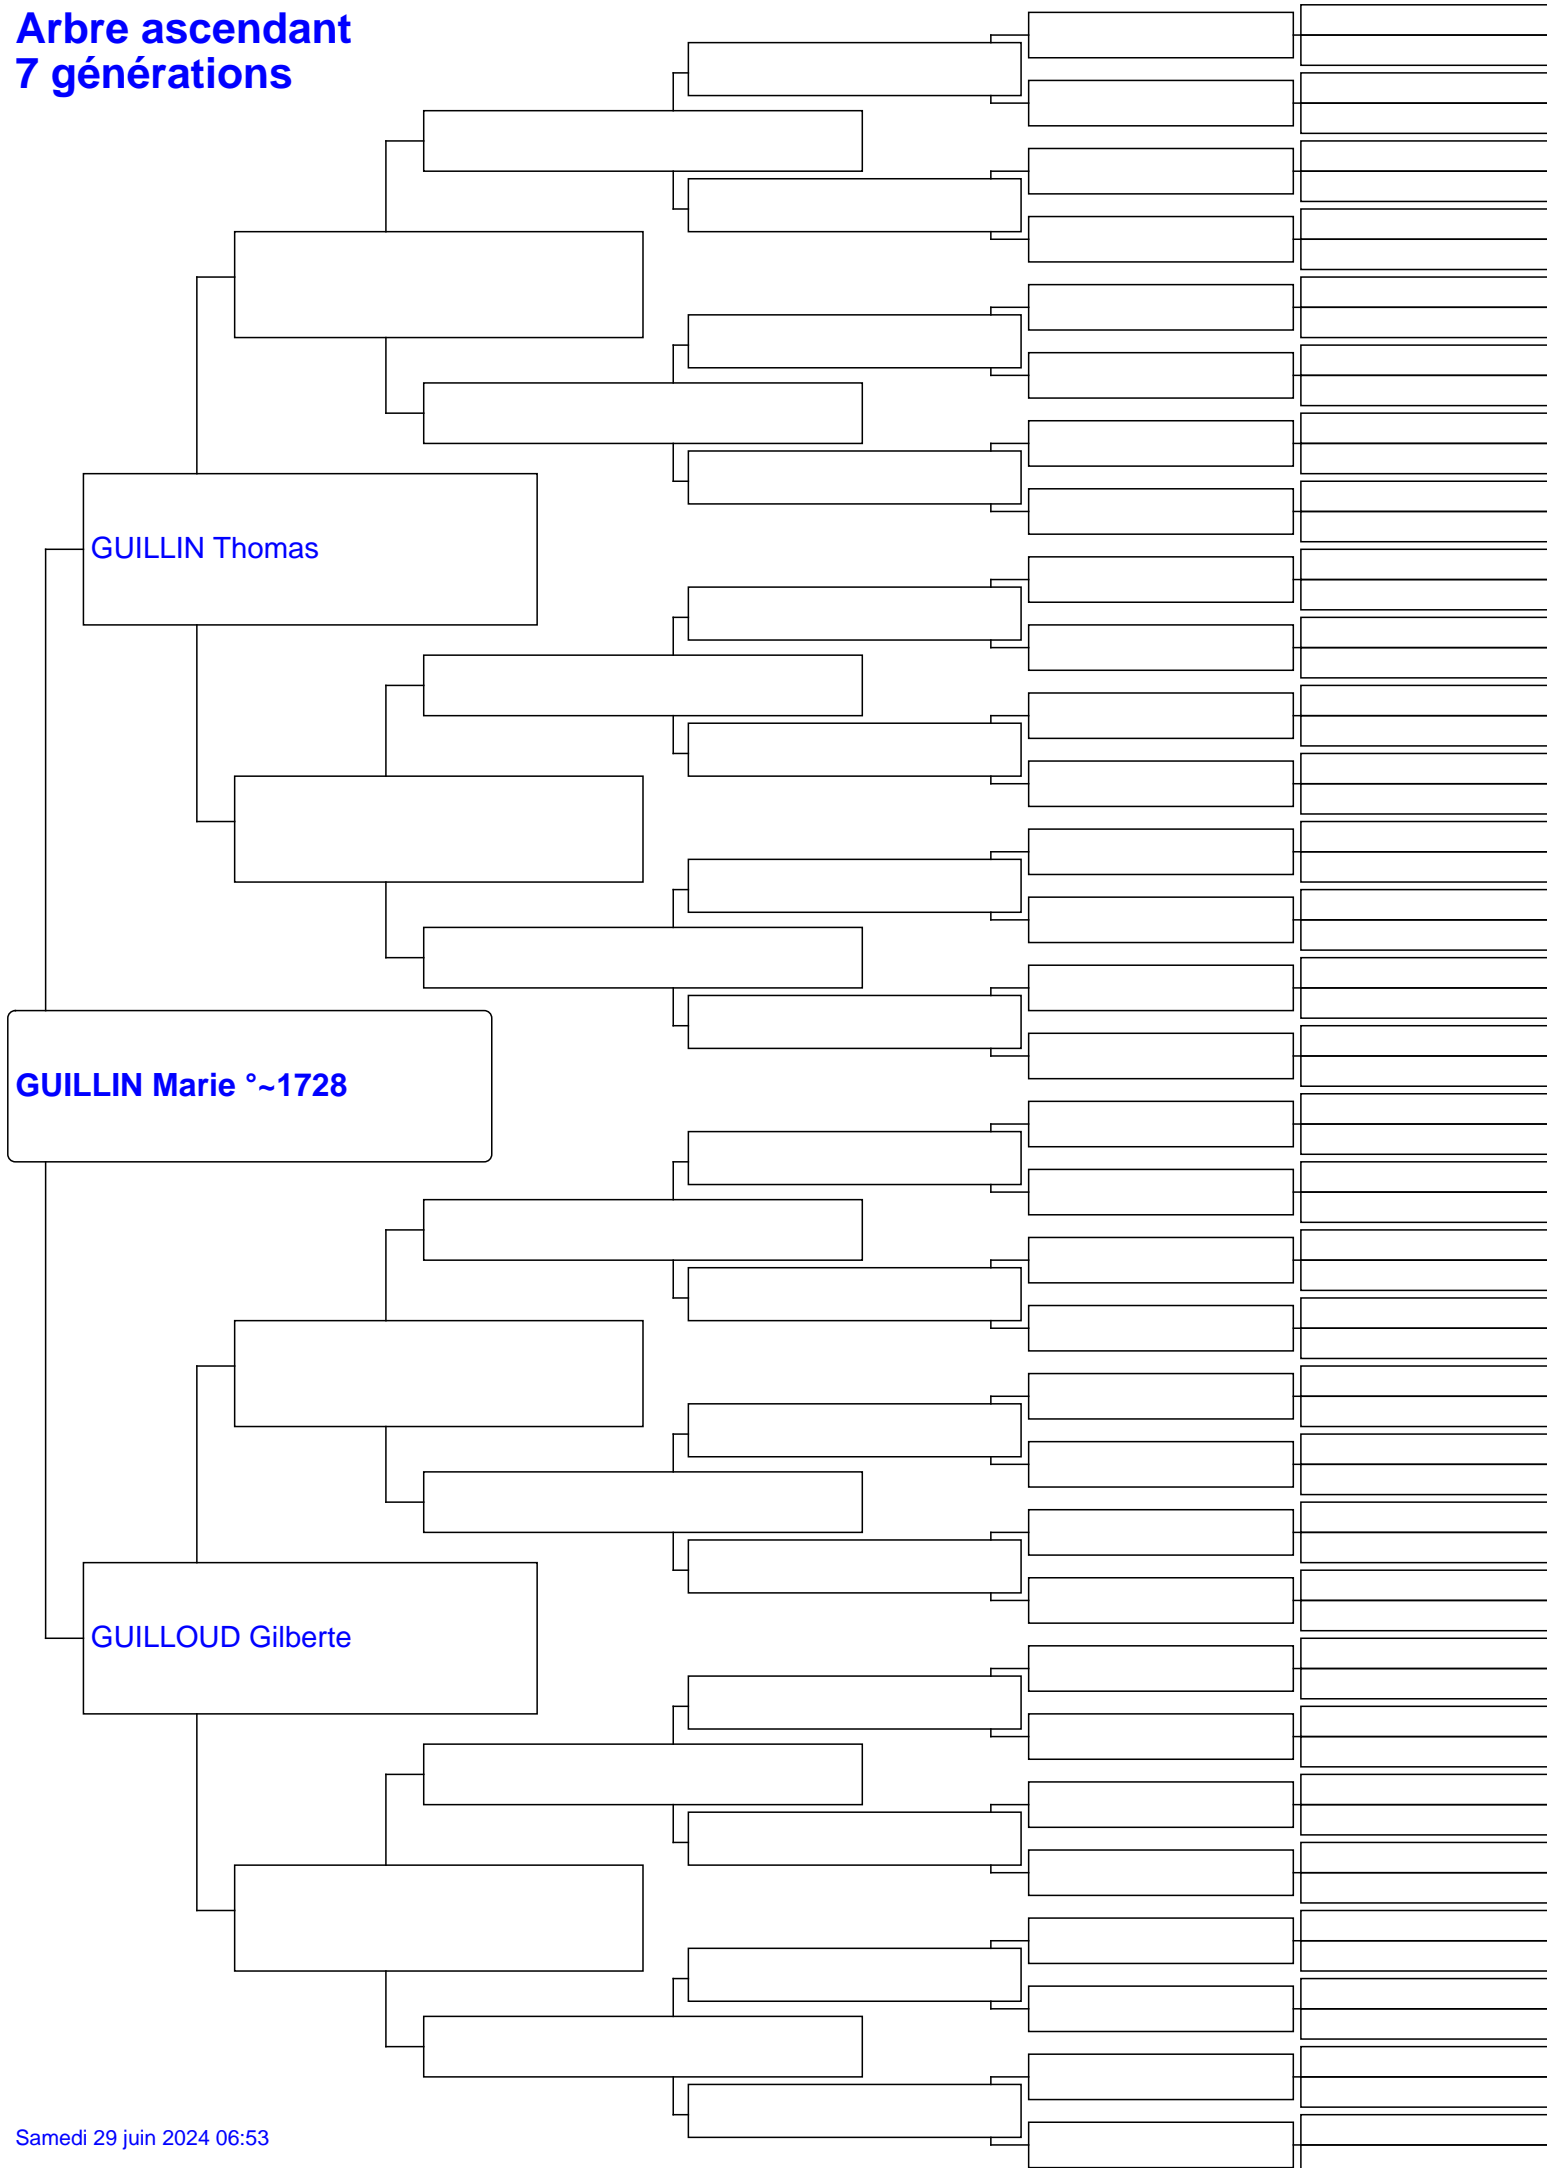 Arbre ascendant
7 générations
GUILLIN Thomas
GUILLIN Marie °~1728
GUILLOUD Gilberte
Samedi 29 juin 2024 06:53